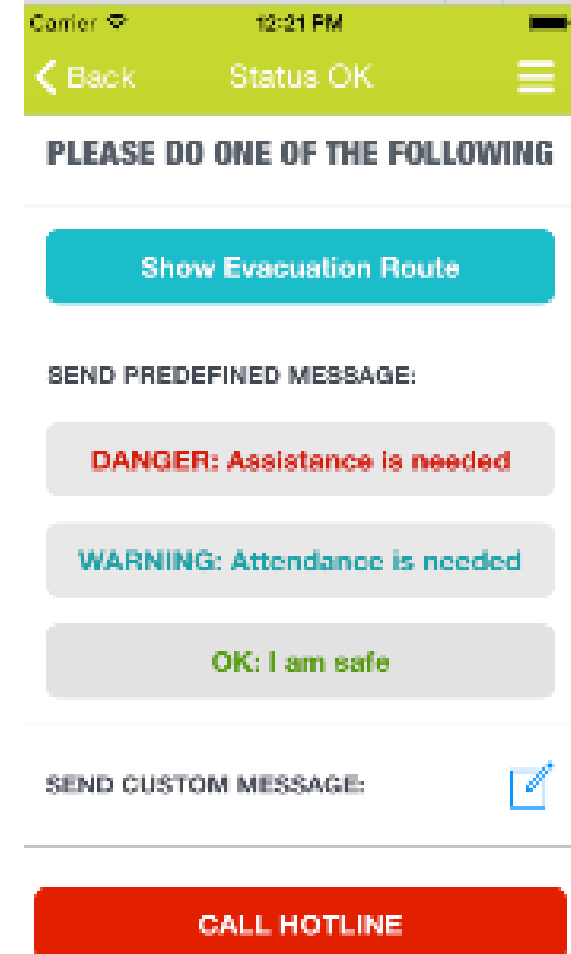 Carrier 12:21 PM
Back Status OK
PLEASE DO ONE OF THE FOLLOWING
Show Evacuation Route
SEND PREDEFINED MESSAGE:
DANGER: Assistance is needed
WARNING: Attendance is needed
OK: I am safe
SEND CUSTOM MESSAGE:
CALL HOTLINE